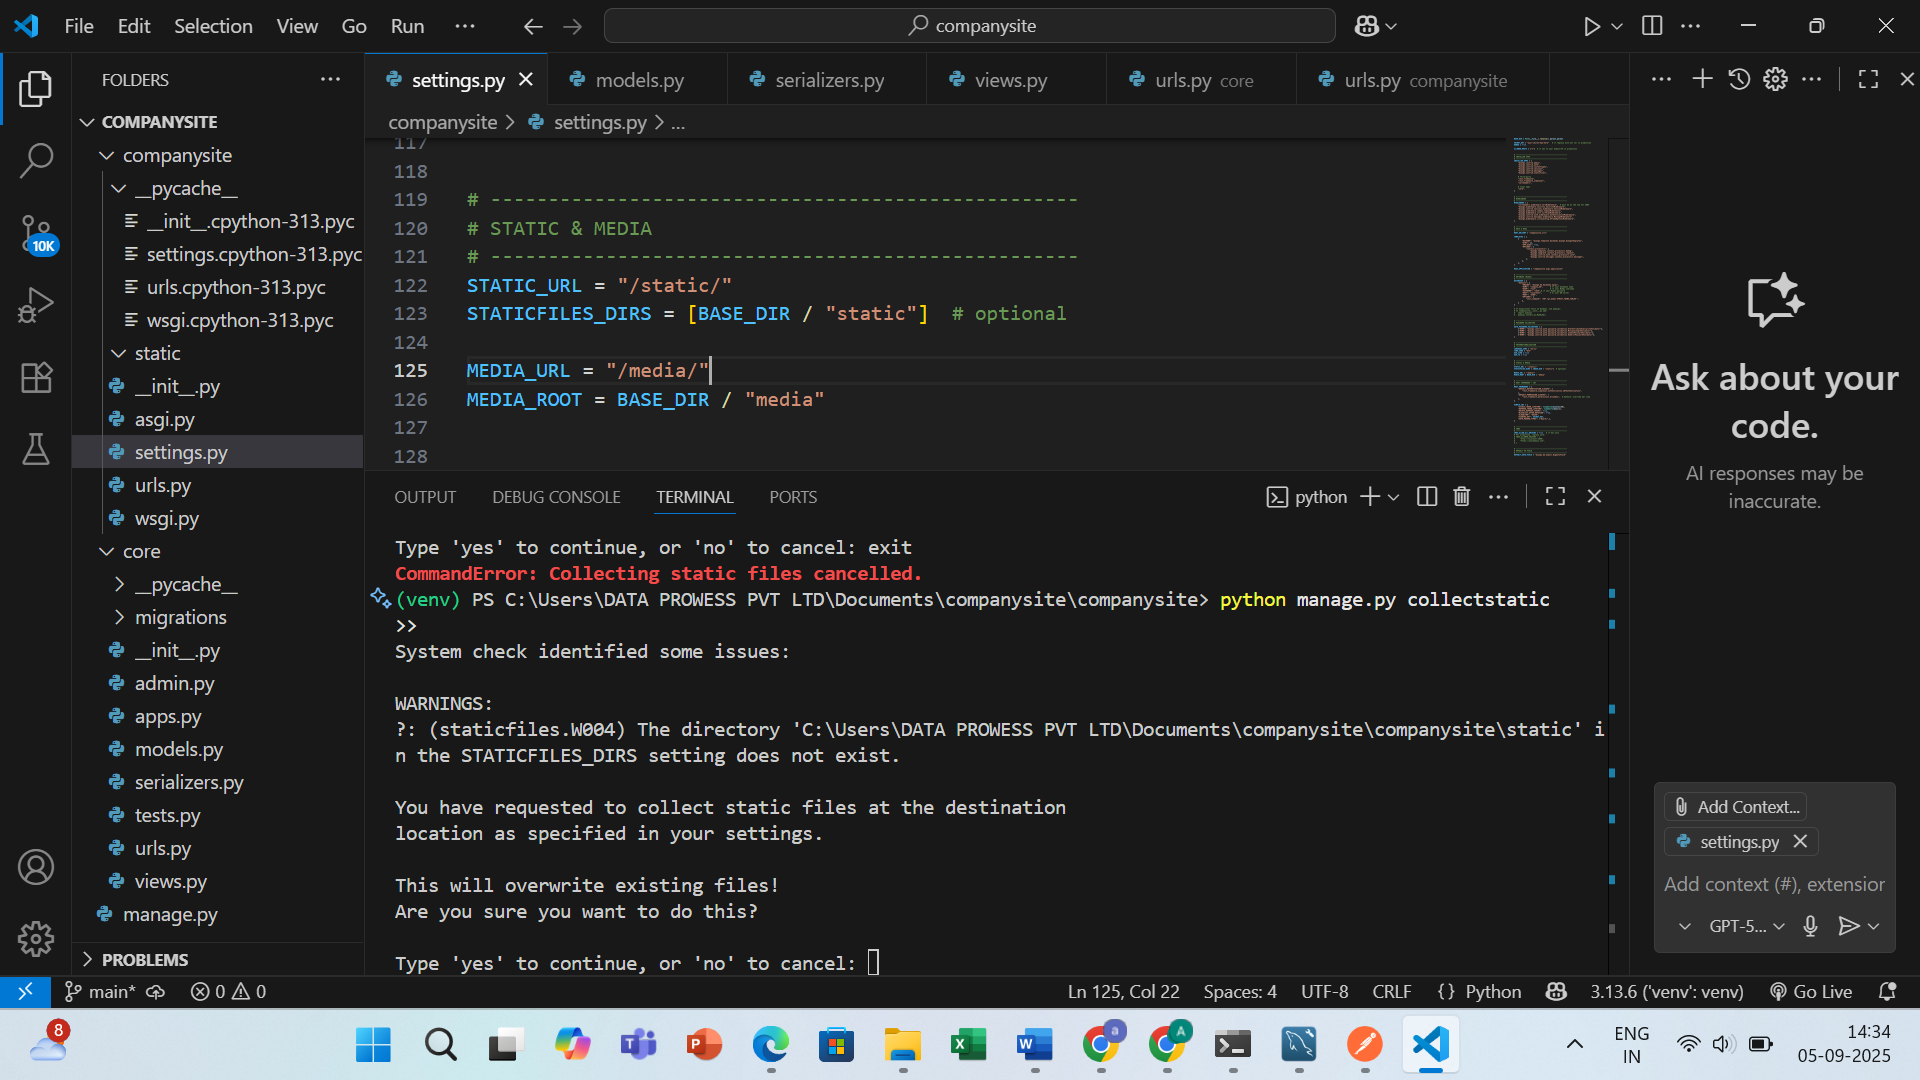 File Edit Selection View Go Run ···
companysite
FOLDERS
COMPANYSITE
companysite
__pycache__
__init__.cpython-313.pyc
settings.cpython-313.pyc
urls.cpython-313.pyc
wsgi.cpython-313.pyc
static
__init__.py
asgi.py
settings.py
urls.py
wsgi.py
core
__pycache__
migrations
__init__.py
admin.py
apps.py
models.py
serializers.py
tests.py
urls.py
views.py
manage.py
PROBLEMS
10K
settings.py models.py serializers.py views.py urls.py core urls.py companysite
companysite > settings.py > ...
117
118
119 # ---------------------------------------------------
120 # STATIC & MEDIA
121 # ---------------------------------------------------
122 STATIC_URL = "/static/"
123 STATICFILES_DIRS = [BASE_DIR / "static"]  # optional
124
125 MEDIA_URL = "/media/"
126 MEDIA_ROOT = BASE_DIR / "media"
127
128
OUTPUT DEBUG CONSOLE TERMINAL PORTS
python
Type 'yes' to continue, or 'no' to cancel: exit
CommandError: Collecting static files cancelled.
(venv) PS C:\Users\DATA PROWESS PVT LTD\Documents\companysite\companysite> python manage.py collectstatic
>>
System check identified some issues:
WARNINGS:
?: (staticfiles.W004) The directory 'C:\Users\DATA PROWESS PVT LTD\Documents\companysite\companysite\static' i
n the STATICFILES_DIRS setting does not exist.
You have requested to collect static files at the destination
location as specified in your settings.
This will overwrite existing files!
Are you sure you want to do this?
Type 'yes' to continue, or 'no' to cancel:
Ask about your
code.
AI responses may be
inaccurate.
Add Context...
settings.py
Add context (#), extension
GPT-5...
main* 0 0
Ln 125, Col 22 Spaces: 4 UTF-8 CRLF {} Python 3.13.6 ('venv': venv) Go Live
8
ENG
IN
14:34
05-09-2025